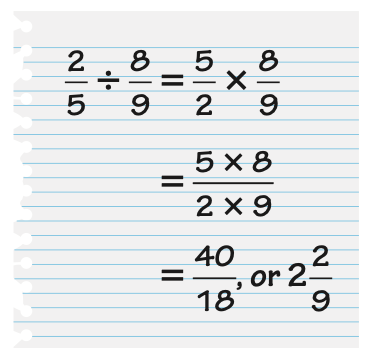 2/5 ÷ 8/9 = 5/2 × 8/9
= 5 × 8 / 2 × 9
= 40/18, or 2 2/9